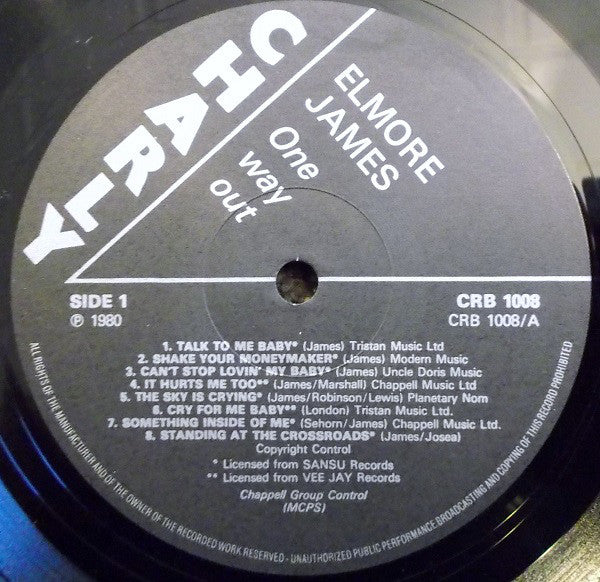 CHARLY
ELMORE
JAMES
One
way
out
SIDE 1
℗ 1980
CRB 1008
CRB 1008/A
1. TALK TO ME BABY* (James) Tristan Music Ltd
2. SHAKE YOUR MONEYMAKER* (James) Modern Music
3. CAN'T STOP LOVIN' MY BABY* (James) Uncle Doris Music
4. IT HURTS ME TOO** (James/Marshall) Chappell Music Ltd
5. THE SKY IS CRYING* (James/Robinson/Lewis) Planetary Nom
6. CRY FOR ME BABY** (London) Tristan Music Ltd.
7. SOMETHING INSIDE OF ME* (Sehorn/James) Chappell Music Ltd.
8. STANDING AT THE CROSSROADS* (James/Josea)
Copyright Control
* Licensed from SANSU Records
** Licensed from VEE JAY Records
Chappell Group Control
(MCPS)
ALL RIGHTS OF THE MANUFACTURER AND OF THE OWNER OF THE RECORDED WORK RESERVED - UNAUTHORIZED PUBLIC PERFORMANCE BROADCASTING AND COPYING OF THIS RECORD PROHIBITED